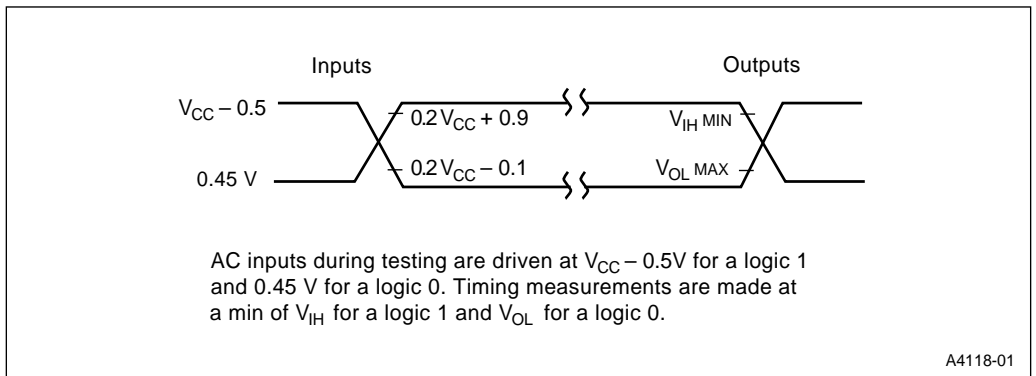 Inputs Outputs
V_CC – 0.5 0.2 V_CC + 0.9 V_IH MIN
0.45 V 0.2 V_CC – 0.1 V_OL MAX
AC inputs during testing are driven at V_CC – 0.5V for a logic 1
and 0.45 V for a logic 0. Timing measurements are made at
a min of V_IH for a logic 1 and V_OL for a logic 0.
A4118-01